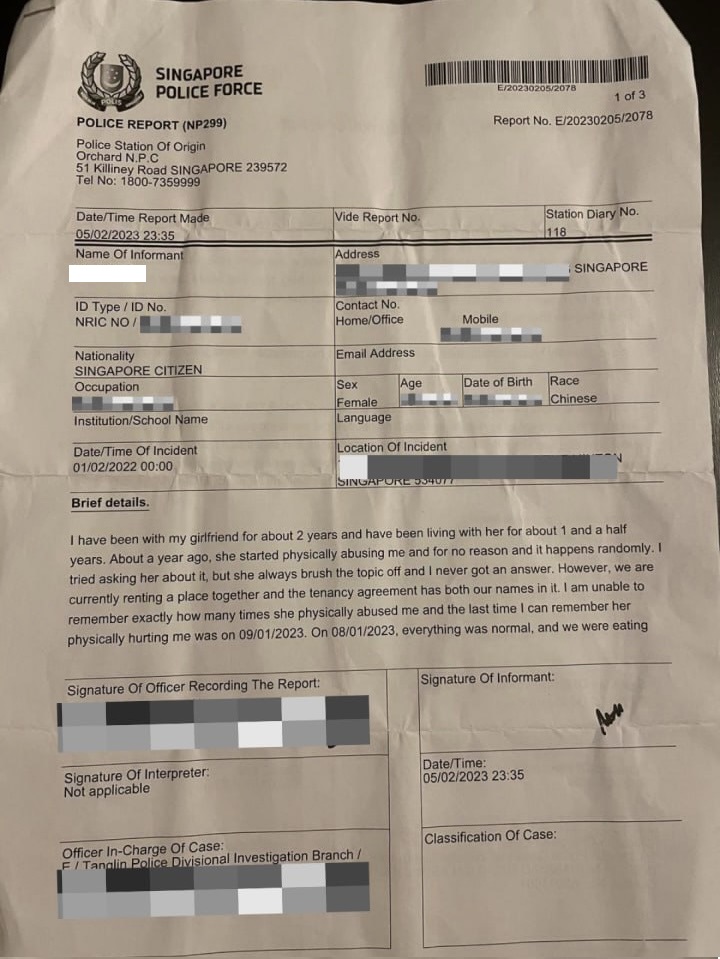 POLIS
SINGAPORE
POLICE FORCE
E/20230205/2078
1 of 3
POLICE REPORT (NP299)
Report No. E/20230205/2078
Police Station Of Origin
Orchard N.P.C
51 Killiney Road SINGAPORE 239572
Tel No: 1800-7359999
Date/Time Report Made
Vide Report No.
Station Diary No.
05/02/2023 23:35
118
Name Of Informant
Address
SINGAPORE
ID Type / ID No.
Contact No.
NRIC NO /
Home/Office
Mobile
Nationality
Email Address
SINGAPORE CITIZEN
Occupation
Sex
Age
Date of Birth
Race
Female
Chinese
Institution/School Name
Language
Date/Time Of Incident
Location Of Incident
01/02/2022 00:00
SINGAPORE
Brief details.
I have been with my girlfriend for about 2 years and have been living with her for about 1 and a half
years. About a year ago, she started physically abusing me and for no reason and it happens randomly. I
tried asking her about it, but she always brush the topic off and I never got an answer. However, we are
currently renting a place together and the tenancy agreement has both our names in it. I am unable to
remember exactly how many times she physically abused me and the last time I can remember her
physically hurting me was on 09/01/2023. On 08/01/2023, everything was normal, and we were eating
Signature Of Officer Recording The Report:
Signature Of Informant:
Signature Of Interpreter:
Not applicable
Date/Time:
05/02/2023 23:35
Officer In-Charge Of Case:
E / Tanglin Police Divisional Investigation Branch /
Classification Of Case: